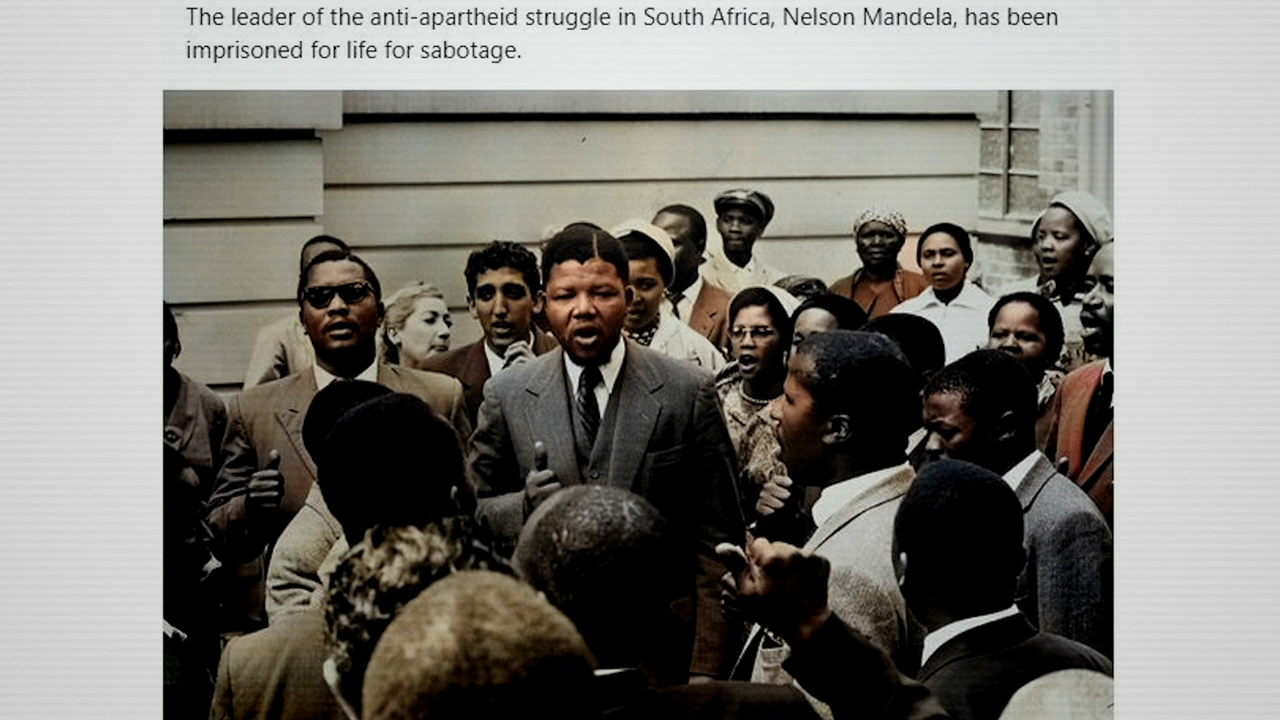 The leader of the anti-apartheid struggle in South Africa, Nelson Mandela, has been
imprisoned for life for sabotage.